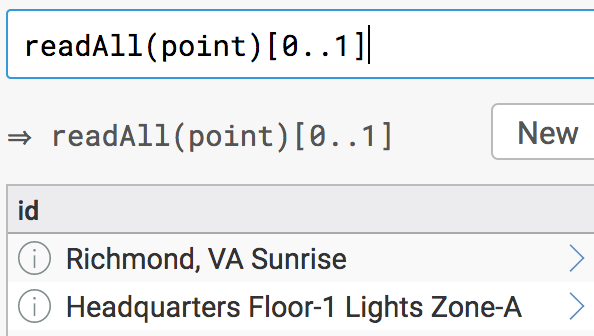 readAll(point)[0..1]
⇒ readAll(point)[0..1]
New
id
Richmond, VA Sunrise
Headquarters Floor-1 Lights Zone-A